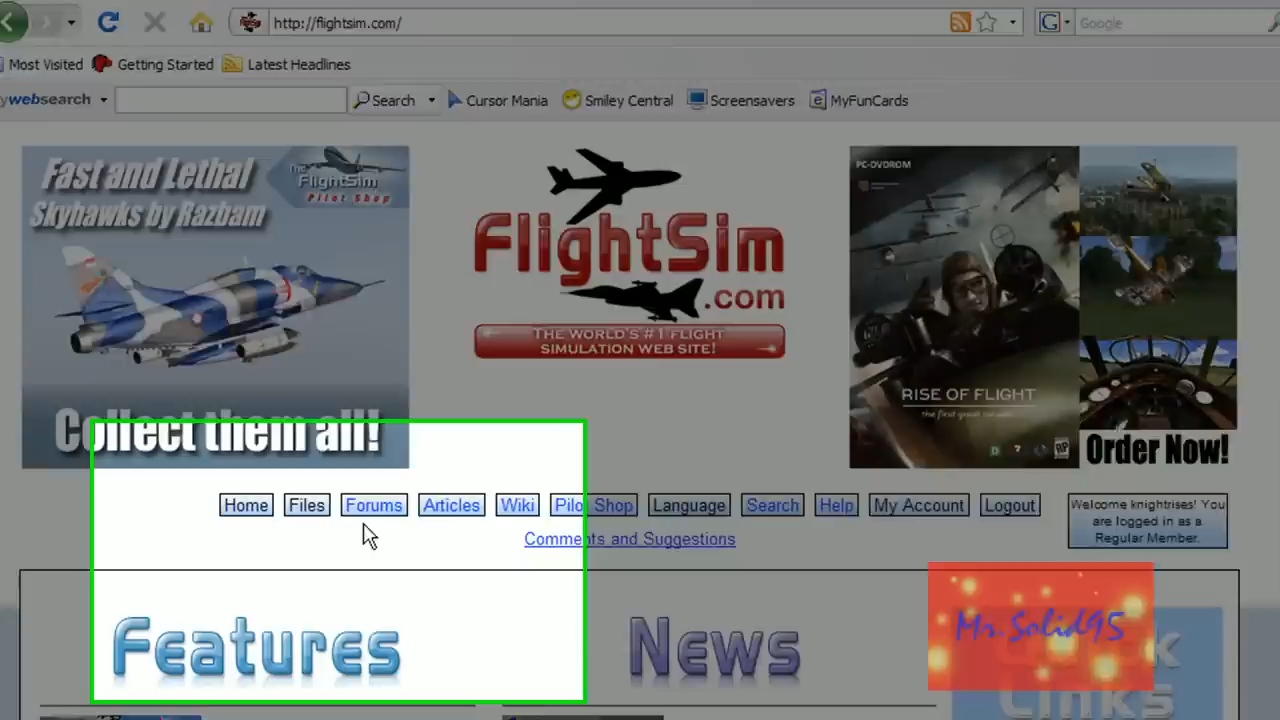 http://flightsim.com/
Google
Most Visited
Getting Started
Latest Headlines
ywebsearch
Search
Cursor Mania
Smiley Central
Screensavers
MyFunCards
Fast and Lethal
Skyhawks by Razbam
The
FlightSim
Pilot Shop
Collect them all!
FlightSim
.com
THE WORLD'S #1 FLIGHT
SIMULATION WEB SITE!
PC-DVDROM
RISE OF FLIGHT
Order Now!
Home Files Forums Articles Wiki Pilot Shop Language Search Help My Account Logout
Comments and Suggestions
Welcome knightrises! You
are logged in as a
Regular Member.
Features
News
Mr.Solid95
Links